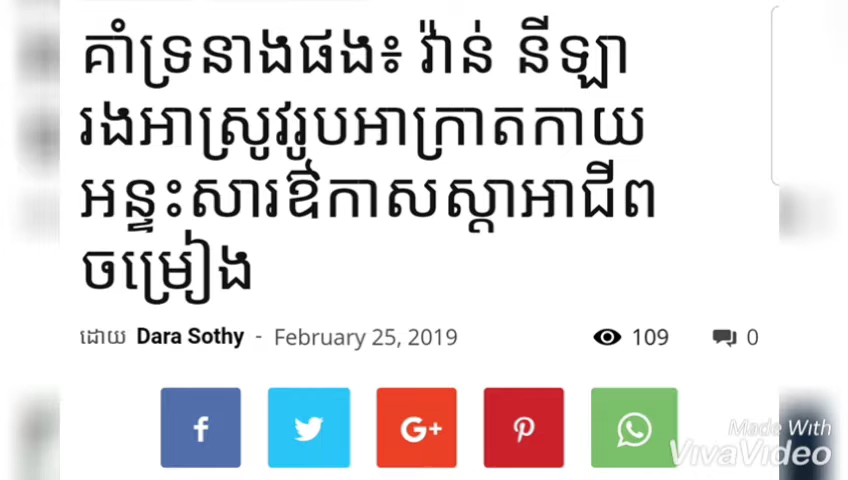 គាំទ្រនាងផង៖ វ៉ាន់ នីឡា
រងអាស្រូវរូបអាក្រាតកាយ
អន្ទះសារឱកាសស្ដាអាជីព
ចម្រៀង
ដោយ Dara Sothy - February 25, 2019 109 0
f G+
Made With
VivaVideo